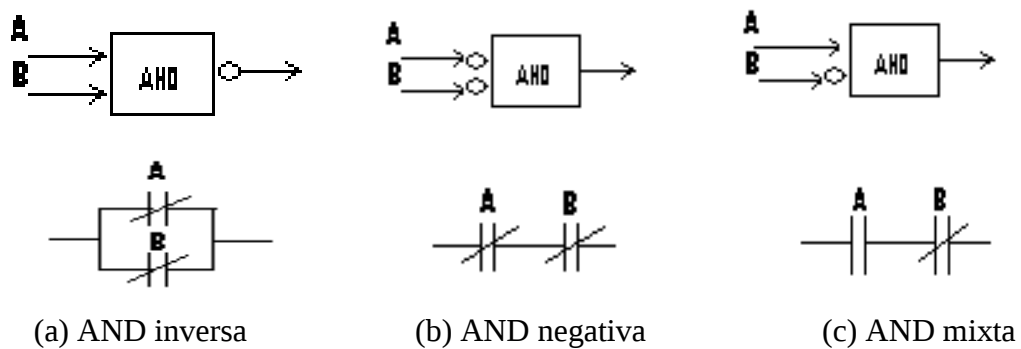 A
B
AND
A
B
AND
A
B
AND
A
B
A B
A B
(a) AND inversa
(b) AND negativa
(c) AND mixta